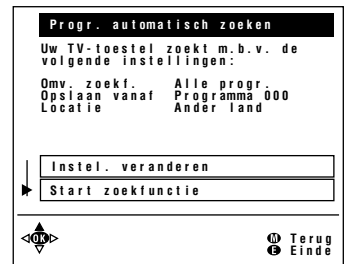 Progr. automatisch zoeken
Uw TV-toestel zoekt m.b.v. de
volgende instellingen:
Omv. zoekf. Alle progr.
Opslaan vanaf Programma 000
Locatie Ander land
Instel. veranderen
Start zoekfunctie
OK
M Terug
E Einde